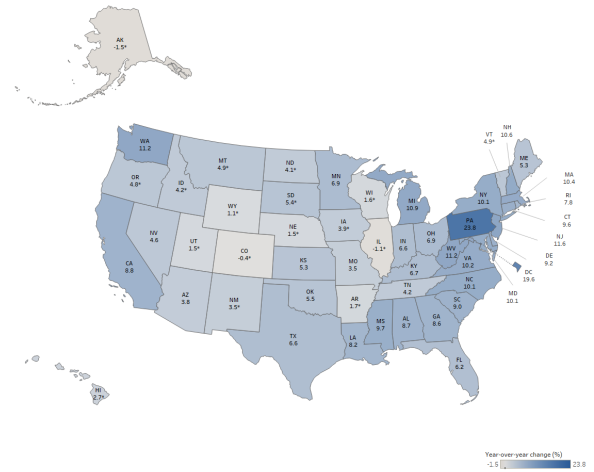 AK
-1.5*
NH
10.6
VT
4.9*
ME
5.3
WA
11.2
MT
4.9*
ND
4.1*
MN
6.9
OR
4.8*
ID
4.2*
SD
5.4*
WI
1.6*
MI
10.9
NY
10.1
MA
10.4
RI
7.8
CT
9.6
WY
1.1*
IA
3.9*
PA
23.8
NJ
11.6
NE
1.5*
NV
4.6
UT
1.5*
CO
-0.4*
IL
-1.1*
IN
6.6
OH
6.9
WV
11.2
VA
10.2
DE
9.2
DC
19.6
MD
10.1
CA
8.8
KS
5.3
MO
3.5
KY
6.7
NC
10.1
TN
4.2
AZ
3.8
NM
3.5*
OK
5.5
AR
1.7*
SC
9.0
MS
9.7
AL
8.7
GA
8.6
TX
6.6
LA
8.2
FL
6.2
HI
2.7*
Year-over-year change (%)
-1.5 23.8